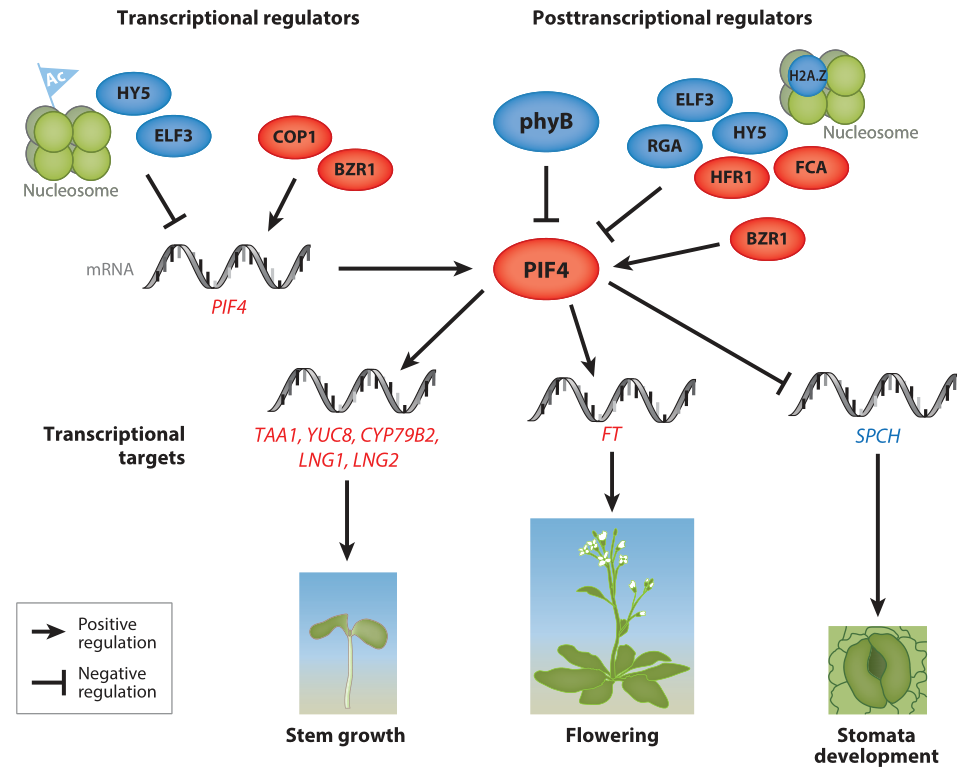 Transcriptional regulators
Posttranscriptional regulators
Ac
HY5
ELF3
Nucleosome
COP1
BZR1
phyB
ELF3
RGA
HY5
HFR1
FCA
H2A.Z
Nucleosome
BZR1
mRNA
PIF4
PIF4
Transcriptional
targets
TAA1, YUC8, CYP79B2,
LNG1, LNG2
FT
SPCH
Positive
regulation
Negative
regulation
Stem growth
Flowering
Stomata
development